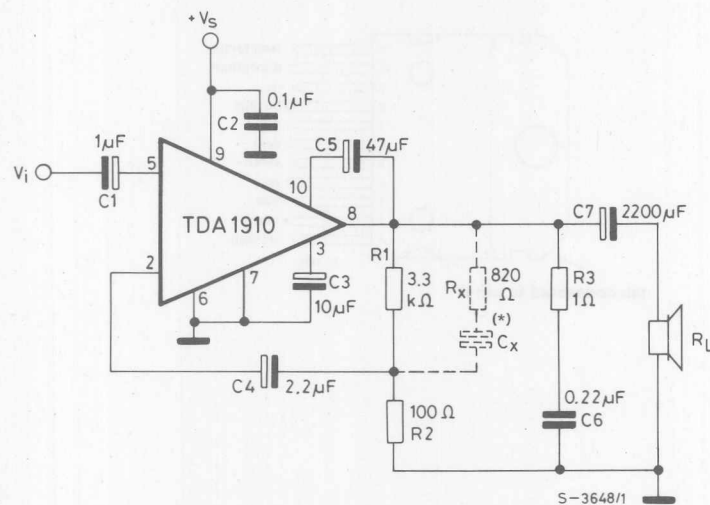 +Vs
0.1µF
C2
1µF
C5
47µF
Vi
C1
5
9
10
8
TDA 1910
C7
2200µF
2
3
R1
3.3
kΩ
Rx
820
Ω
(*)
Cx
R3
1Ω
6
7
C3
10µF
RL
C4
2.2µF
100Ω
R2
0.22µF
C6
S-3648/1